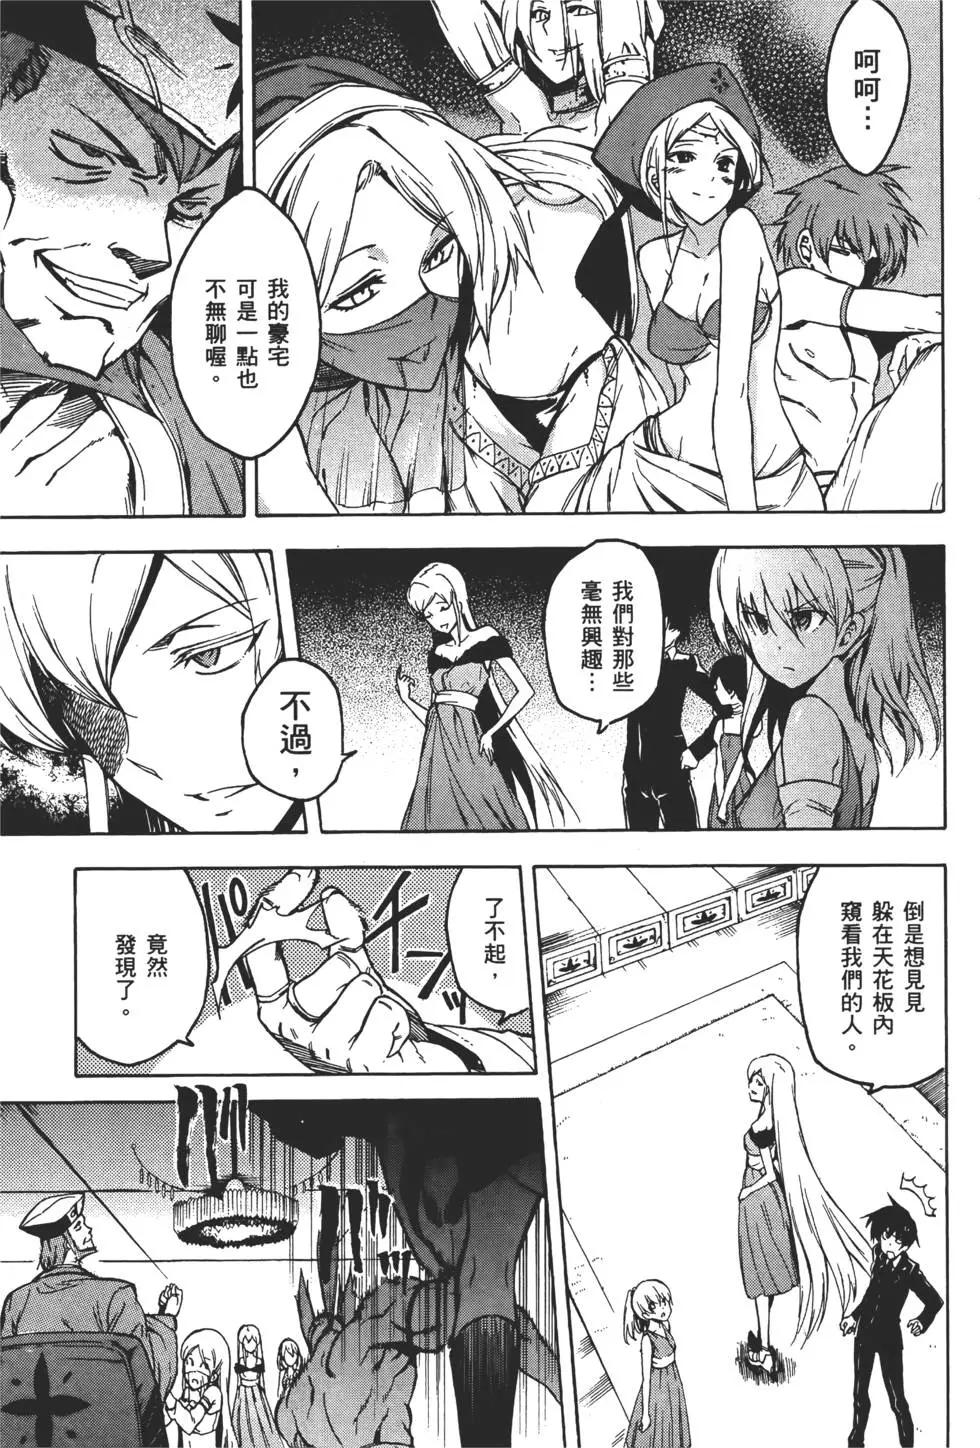 呵呵…
我的豪宅
可是一點也
不無聊喔。
我們對那些
毫無興趣…
不過，
倒是想見見
躲在天花板內
窺看我們的人。
了不起，
竟然
發現了。